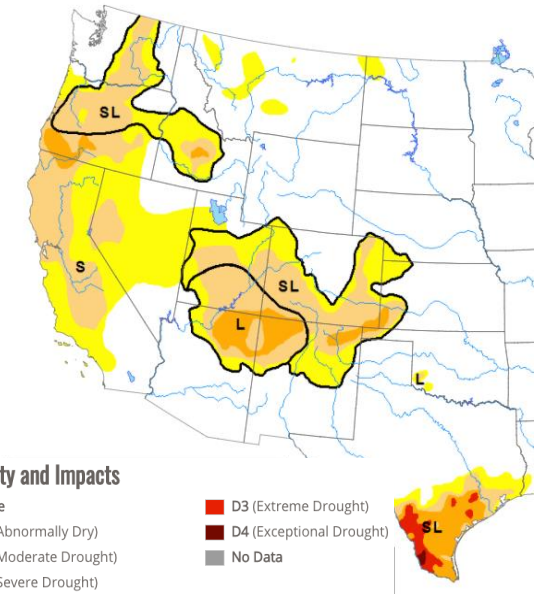 SL
S
SL
L
L
SL
ty and Impacts
e
Abnormally Dry)
Moderate Drought)
Severe Drought)
D3 (Extreme Drought)
D4 (Exceptional Drought)
No Data